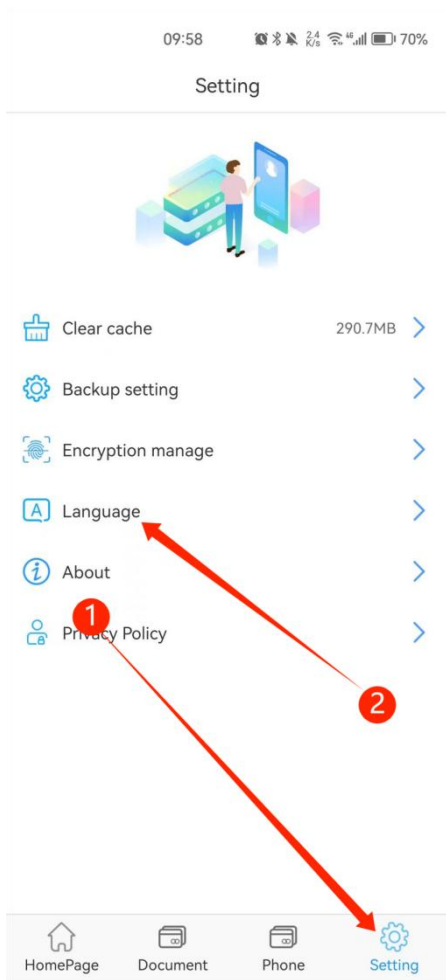 09:58 2.4 K/s 4G 70%
Setting
Clear cache 290.7MB
Backup setting
Encryption manage
A Language
i About
1
Privacy Policy
2
HomePage Document Phone Setting